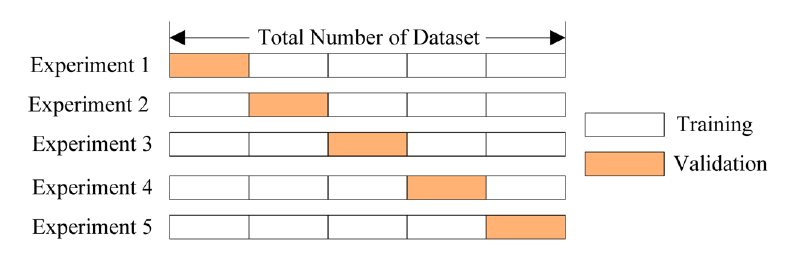 Total Number of Dataset
Experiment 1
Experiment 2
Experiment 3
Experiment 4
Experiment 5
Training
Validation